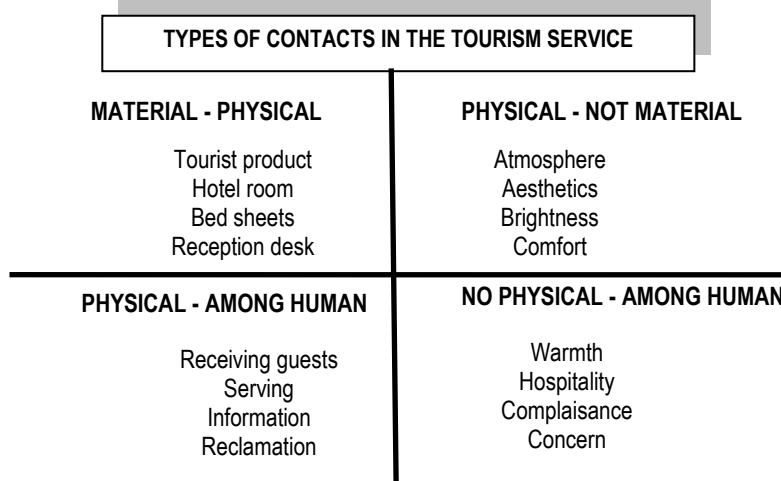 TYPES OF CONTACTS IN THE TOURISM SERVICE
MATERIAL - PHYSICAL
Tourist product
Hotel room
Bed sheets
Reception desk
PHYSICAL - NOT MATERIAL
Atmosphere
Aesthetics
Brightness
Comfort
PHYSICAL - AMONG HUMAN
Receiving guests
Serving
Information
Reclamation
NO PHYSICAL - AMONG HUMAN
Warmth
Hospitality
Complaisance
Concern